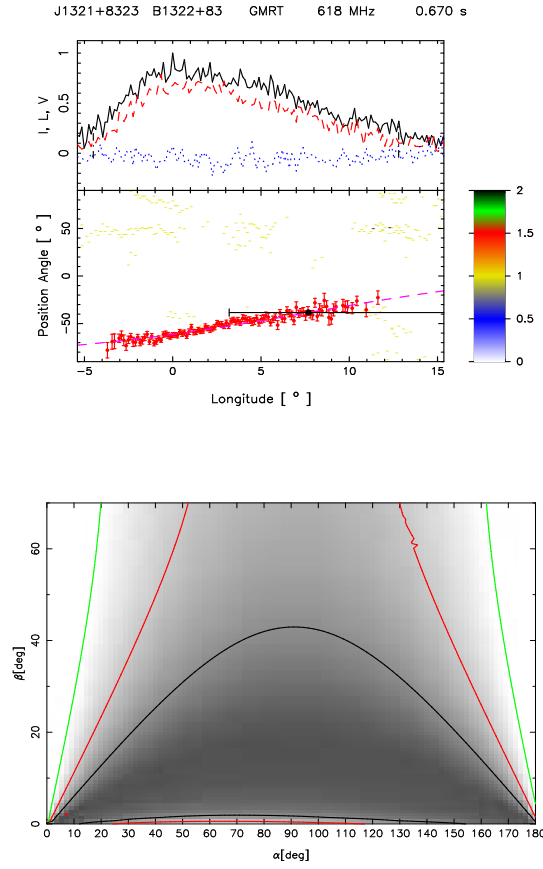 J1321+8323 B1322+83 GMRT 618 MHz 0.670 s
I, L, V
1
0.5
0
Position Angle [ ° ]
50
0
−50
−5 0 5 10 15
Longitude [ ° ]
2
1.5
1
0.5
0
β[deg]
60
40
20
0
0 10 20 30 40 50 60 70 80 90 100 110 120 130 140 150 160 170 180
α[deg]